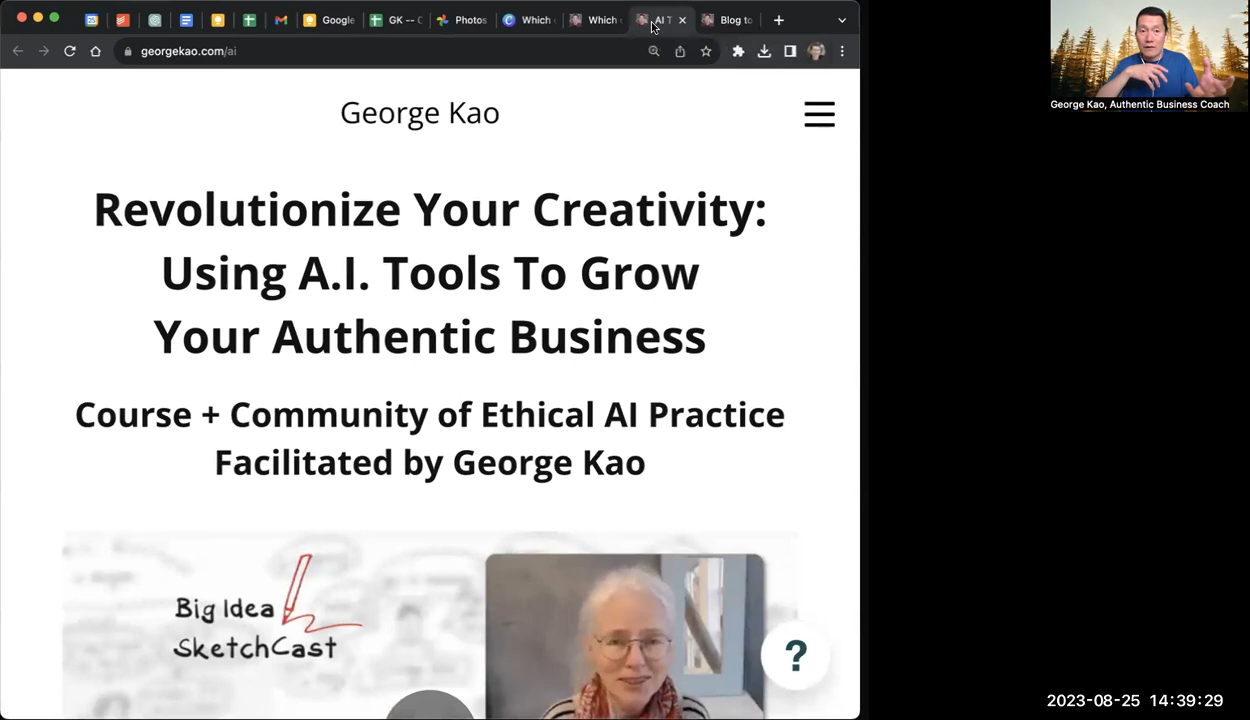 Google
GK -- C
Photos
Which
Which
AI T
Blog to
georgekao.com/ai
George Kao, Authentic Business Coach
George Kao
Revolutionize Your Creativity:
Using A.I. Tools To Grow
Your Authentic Business
Course + Community of Ethical AI Practice
Facilitated by George Kao
Big Idea
SketchCast
?
2023-08-25 14:39:29